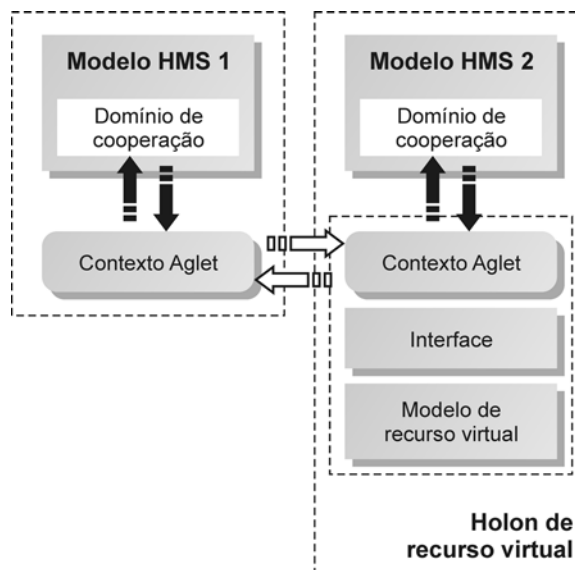 Modelo HMS 1
Domínio de
cooperação
Contexto Aglet
Modelo HMS 2
Domínio de
cooperação
Contexto Aglet
Interface
Modelo de
recurso virtual
Holon de
recurso virtual